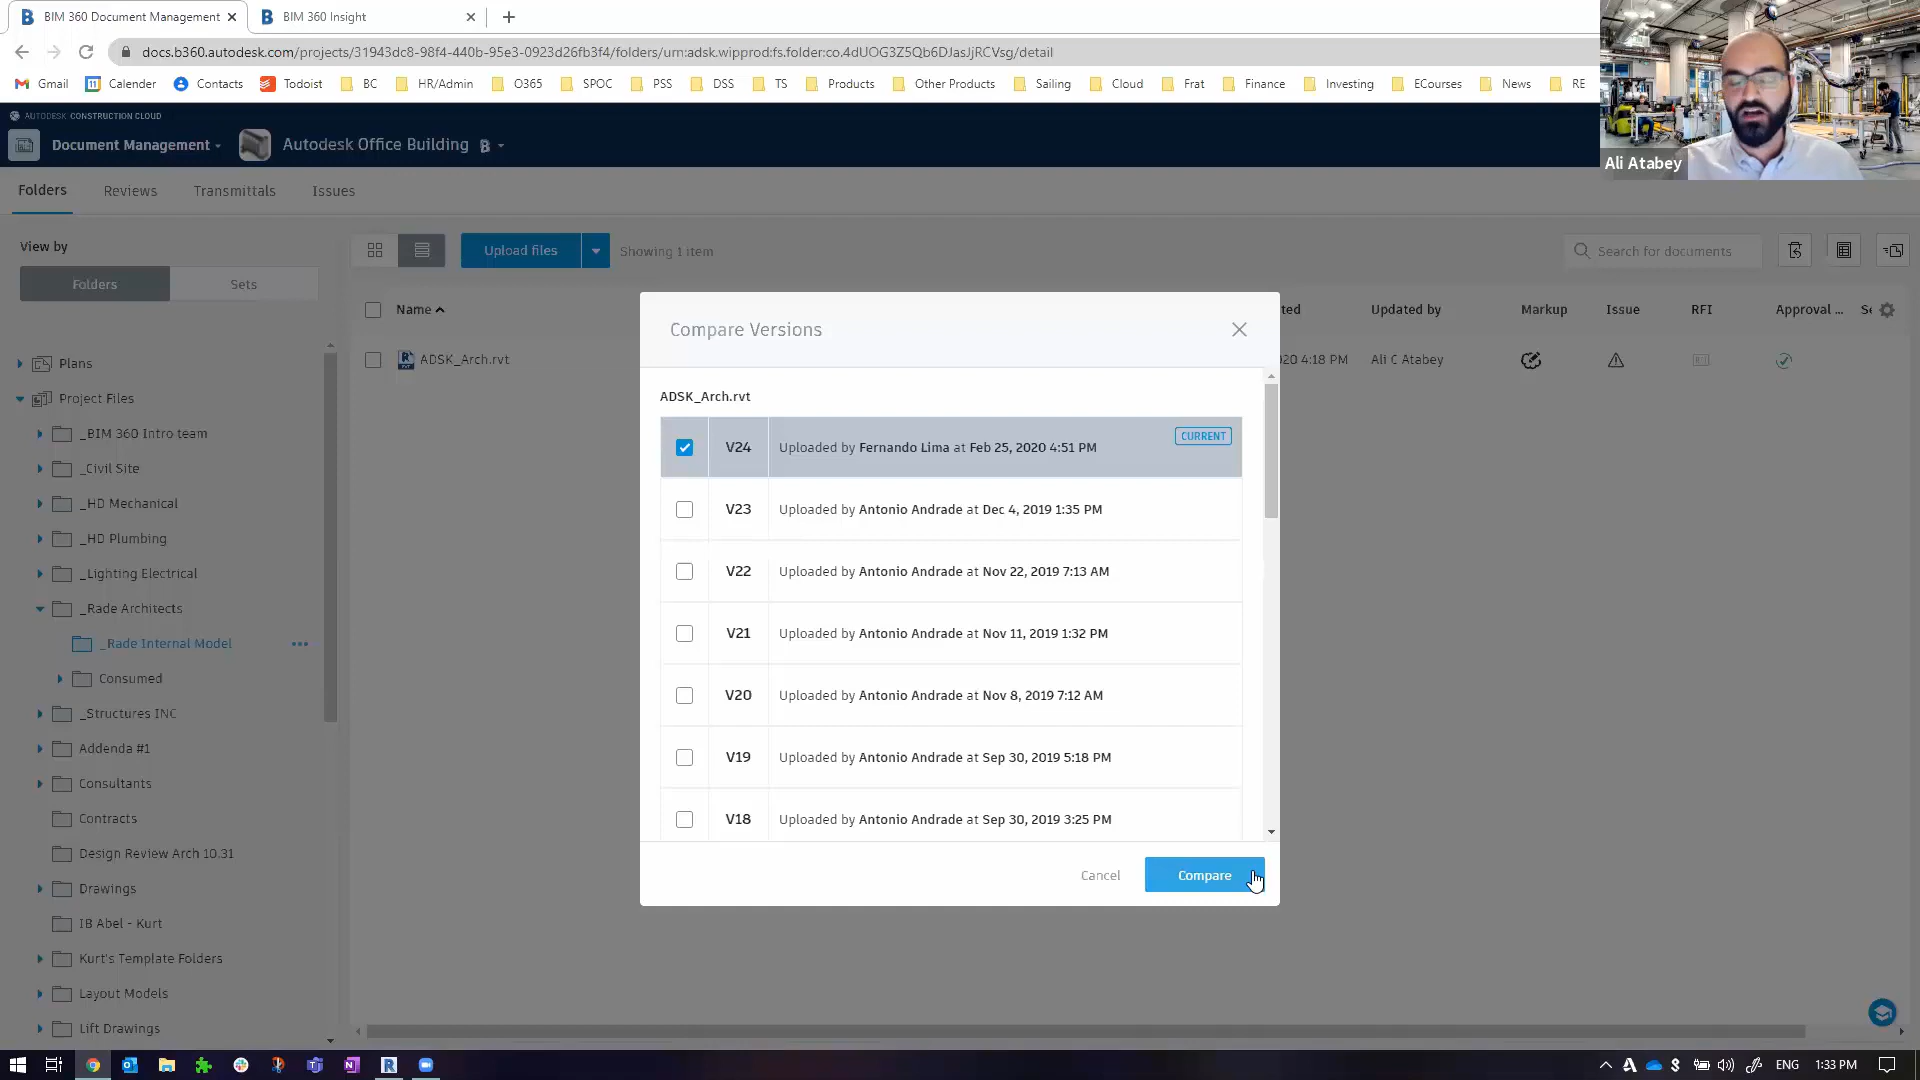 BIM 360 Document Management
BIM 360 Insight
docs.b360.autodesk.com/projects/31943dc8-98f4-440b-95e3-0923d26fb3f4/folders/urn:adsk.wipprod:fs.folder:co.4dUOG3Z5Qb6DJasJjRCVsg/detail
Gmail Calender Contacts Todoist BC HR/Admin O365 SPOC PSS DSS TS Products Other Products Sailing Cloud Frat Finance Investing ECourses News RE
Ali Atabey
AUTODESK CONSTRUCTION CLOUD
Document Management Autodesk Office Building
Folders Reviews Transmittals Issues
View by
Folders Sets
Upload files Showing 1 item Search for documents
Name ted Updated by Markup Issue RFI Approval ... Se
ADSK_Arch.rvt 020 4:18 PM Ali C Atabey
Plans
Project Files
_BIM 360 Intro team
_Civil Site
_HD Mechanical
_HD Plumbing
_Lighting Electrical
_Rade Architects
_Rade Internal Model
Consumed
_Structures INC
Addenda #1
Consultants
Contracts
Design Review Arch 10.31
Drawings
IB Abel - Kurt
Kurt's Template Folders
Layout Models
Lift Drawings
Compare Versions
ADSK_Arch.rvt
V24 Uploaded by Fernando Lima at Feb 25, 2020 4:51 PM CURRENT
V23 Uploaded by Antonio Andrade at Dec 4, 2019 1:35 PM
V22 Uploaded by Antonio Andrade at Nov 22, 2019 7:13 AM
V21 Uploaded by Antonio Andrade at Nov 11, 2019 1:32 PM
V20 Uploaded by Antonio Andrade at Nov 8, 2019 7:12 AM
V19 Uploaded by Antonio Andrade at Sep 30, 2019 5:18 PM
V18 Uploaded by Antonio Andrade at Sep 30, 2019 3:25 PM
Cancel Compare
ENG 1:33 PM